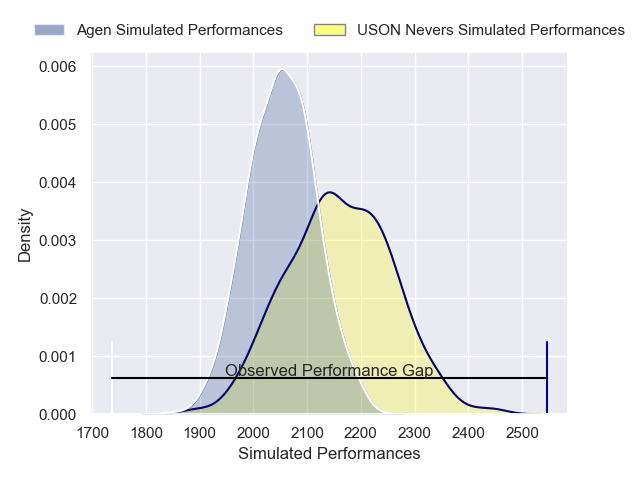 Agen Simulated Performances
USON Nevers Simulated Performances
0.006
0.005
0.004
0.003
0.002
0.001
0.000
Density
Observed Performance Gap
1700 1800 1900 2000 2100 2200 2300 2400 2500
Simulated Performances